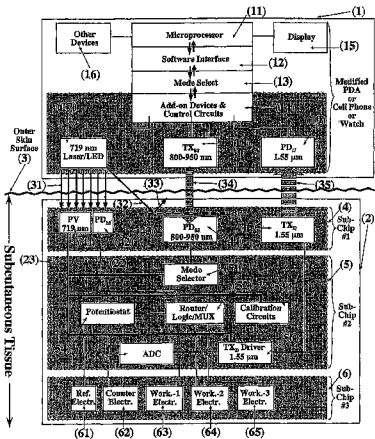 (11) (1)
Other Devices
Microprocessor
Display
Software Interface
(12)
(16)
Mode Select
(13)
(15)
Add-on Devices & Control Circuits
Modified PDA or Cell Phone or Watch
Outer Skin Surface
(3)
719 nm Laser/LED
800-950 nm
1.55 μm
(31) (33) (34) (35)
(32)
(4)
PV 719 nm
800-950 nm
1.55 μm
Sub-Chip #1
(2)
(23)
Mode Selector
(5)
Potentiostat
Router/ Logic/MUX
Calibration Circuits
Sub-Chip #2
ADC
Driver 1.55 μm
Subcutaneous Tissue
(6)
Ref. Electr.
Counter Electr.
Work.-1 Electr.
Work.-2 Electr.
Work.-3 Electr.
Sub-Chip #3
(61) (62) (63) (64) (65)